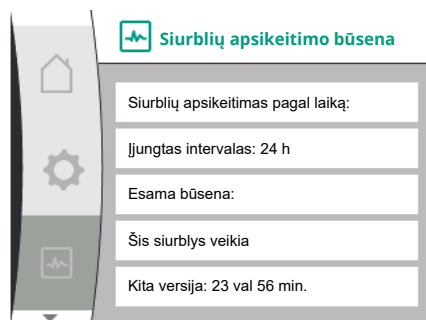 Siurblių apsikeitimo būsena
Siurblių apsikeitimas pagal laiką:
Įjungtas intervalas: 24 h
Esama būsena:
Šis siurblys veikia
Kita versija: 23 val 56 min.